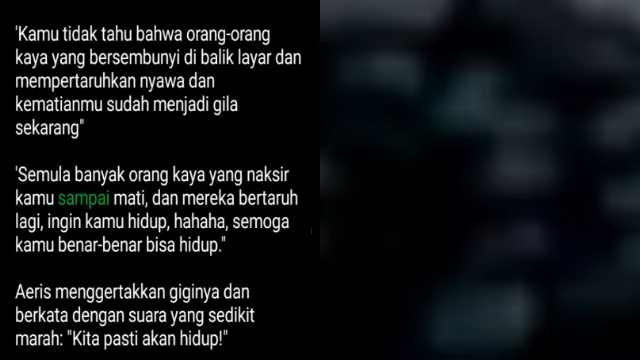 'Kamu tidak tahu bahwa orang-orang
kaya yang bersembunyi di balik layar dan
mempertaruhkan nyawa dan
kematianmu sudah menjadi gila
sekarang"
'Semula banyak orang kaya yang naksir
kamu sampai mati, dan mereka bertaruh
lagi, ingin kamu hidup, hahaha, semoga
kamu benar-benar bisa hidup."
Aeris menggertakkan giginya dan
berkata dengan suara yang sedikit
marah: "Kita pasti akan hidup!"